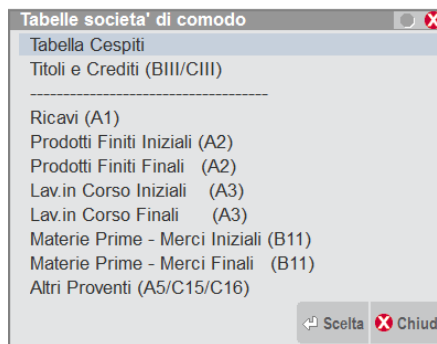 Tabelle societa' di comodo
Tabella Cespiti
Titoli e Crediti (BIII/CIII)
------------------------------------
Ricavi (A1)
Prodotti Finiti Iniziali (A2)
Prodotti Finiti Finali (A2)
Lav.in Corso Iniziali (A3)
Lav.in Corso Finali (A3)
Materie Prime - Merci Iniziali (B11)
Materie Prime - Merci Finali (B11)
Altri Proventi (A5/C15/C16)
Scelta Chiud